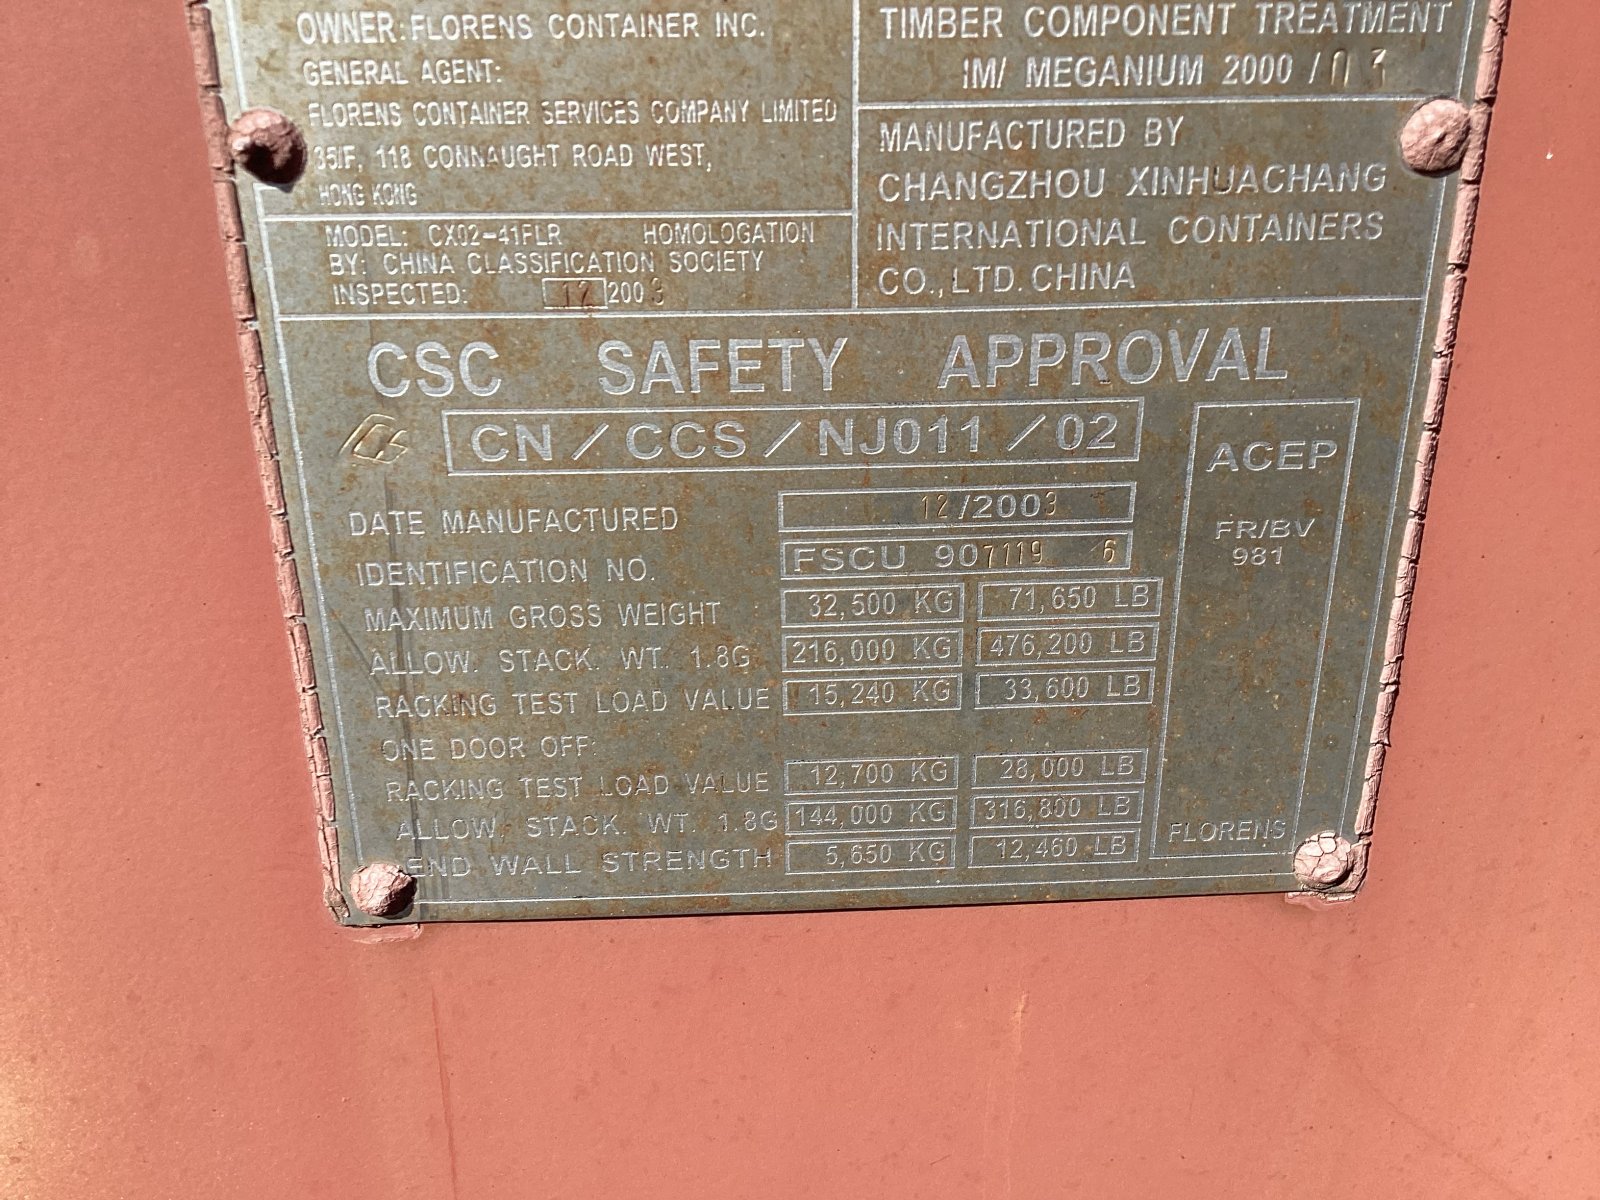 OWNER: FLORENS CONTAINER INC.
GENERAL AGENT:
FLORENS CONTAINER SERVICES COMPANY LIMITED
35/F, 118 CONNAUGHT ROAD WEST,
HONG KONG
TIMBER COMPONENT TREATMENT
IM/ MEGANIUM 2000 / 03
MANUFACTURED BY
CHANGZHOU XINHUACHANG
INTERNATIONAL CONTAINERS
CO.,LTD. CHINA
MODEL: CX02-41FLR HOMOLOGATION
BY: CHINA CLASSIFICATION SOCIETY
INSPECTED: 12 2003
CSC SAFETY APPROVAL
CN / CCS / NJ011 / 02
DATE MANUFACTURED 12/2003
IDENTIFICATION NO. FSCU 907119 6
MAXIMUM GROSS WEIGHT 32,500 KG 71,650 LB
ALLOW. STACK. WT. 1.8G 216,000 KG 476,200 LB
RACKING TEST LOAD VALUE 15,240 KG 33,600 LB
ONE DOOR OFF:
RACKING TEST LOAD VALUE 12,700 KG 28,000 LB
ALLOW. STACK. WT. 1.8G 144,000 KG 316,800 LB
END WALL STRENGTH 5,650 KG 12,460 LB
ACEP
FR/BV
981
FLORENS